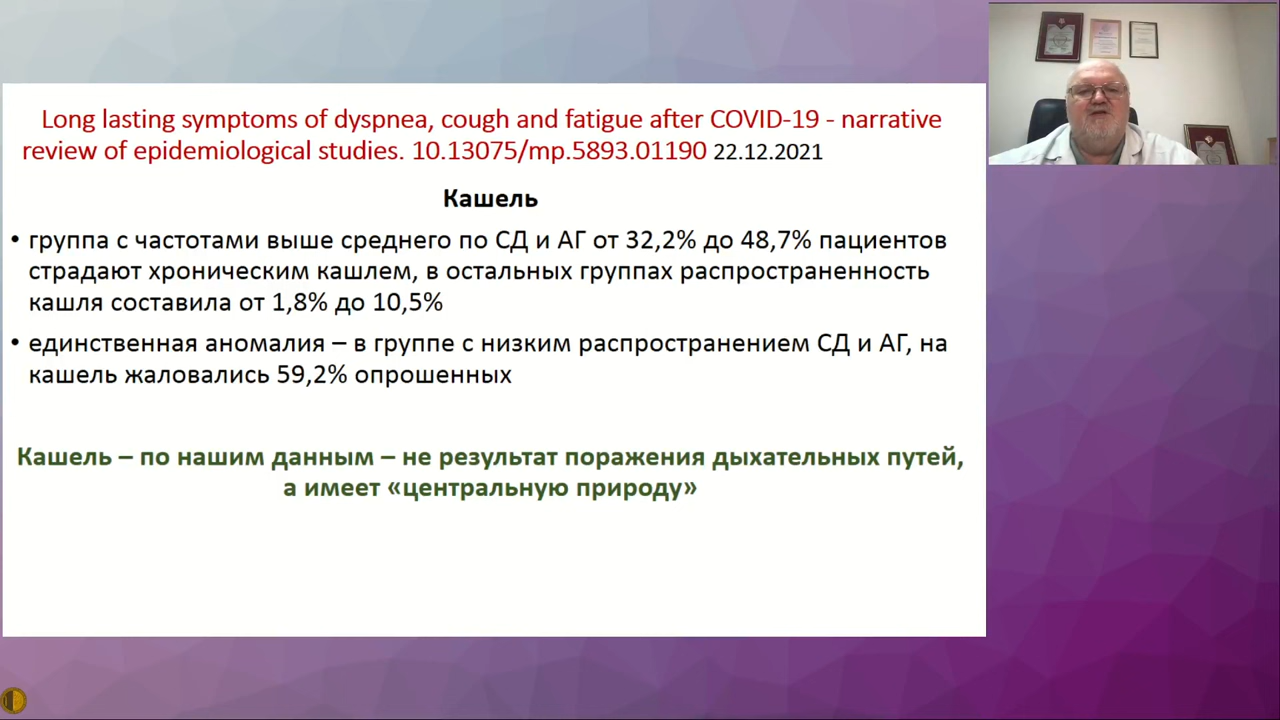 Long lasting symptoms of dyspnea, cough and fatigue after COVID-19 - narrative
review of epidemiological studies. 10.13075/mp.5893.01190 22.12.2021
Кашель
• группа с частотами выше среднего по СД и АГ от 32,2% до 48,7% пациентов
страдают хроническим кашлем, в остальных группах распространенность
кашля составила от 1,8% до 10,5%
• единственная аномалия – в группе с низким распространением СД и АГ, на
кашель жаловались 59,2% опрошенных
Кашель – по нашим данным – не результат поражения дыхательных путей,
а имеет «центральную природу»